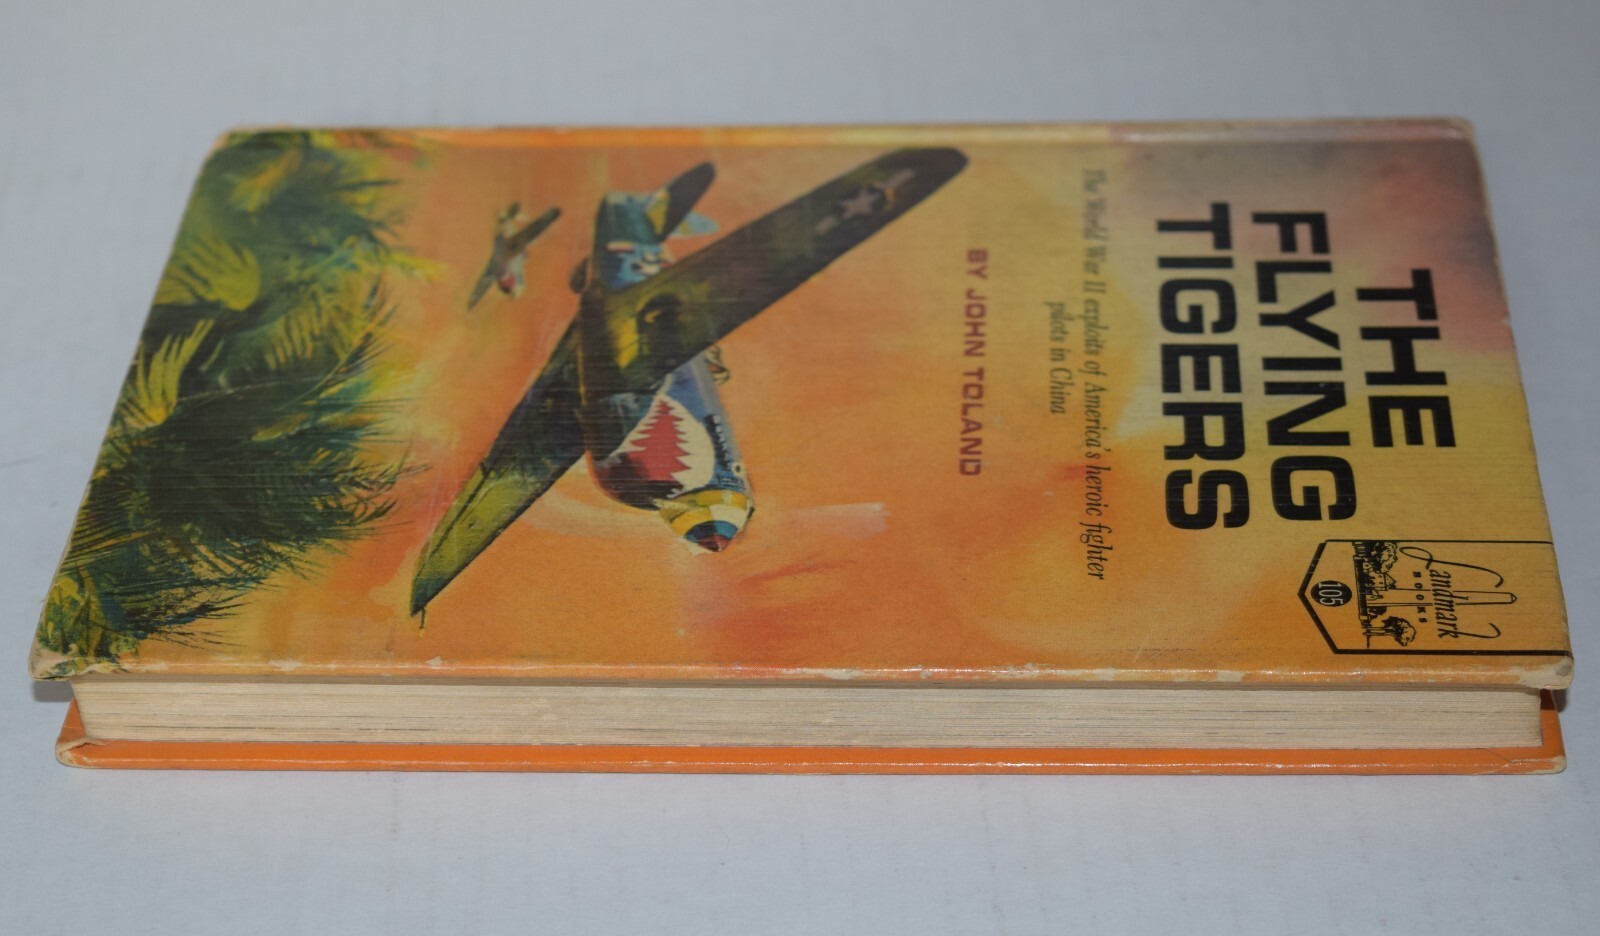 THE
FLYING
TIGERS
The World War II exploits of America's heroic fighter
pilots in China
BY JOHN TOLAND
Landmark
BOOKS
105